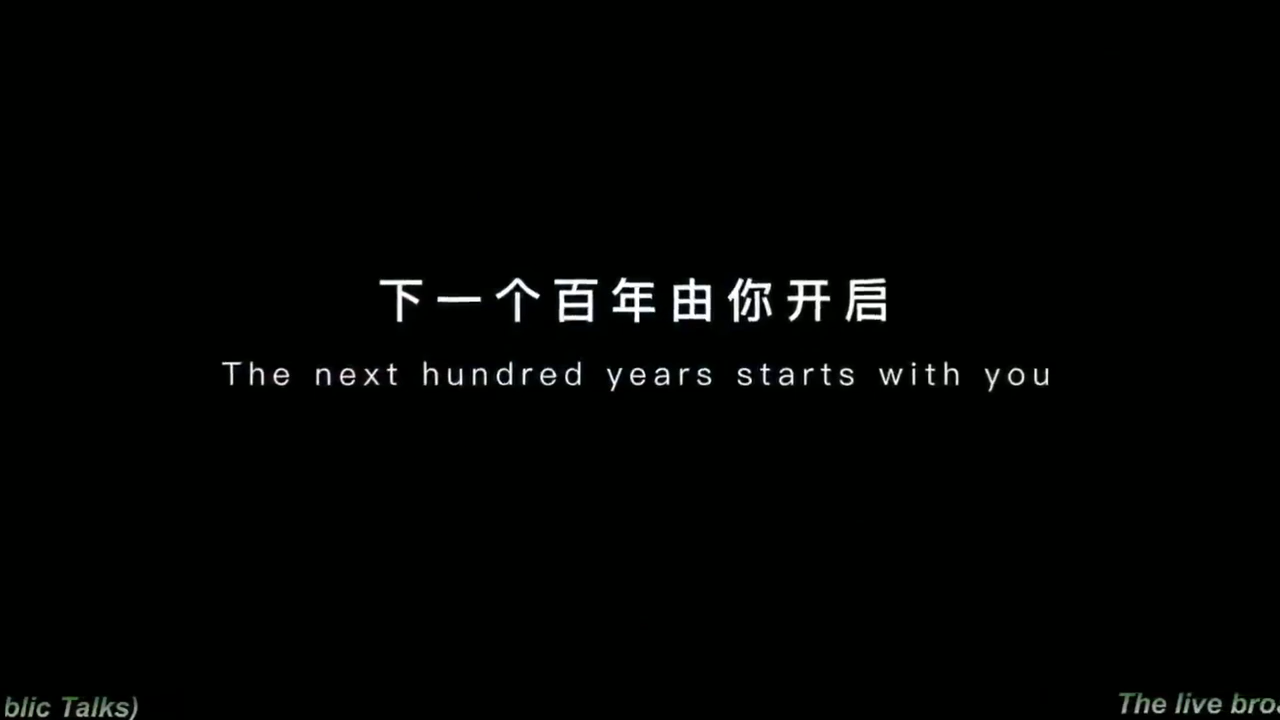 下一个百年由你开启
The next hundred years starts with you
blic Talks)
The live